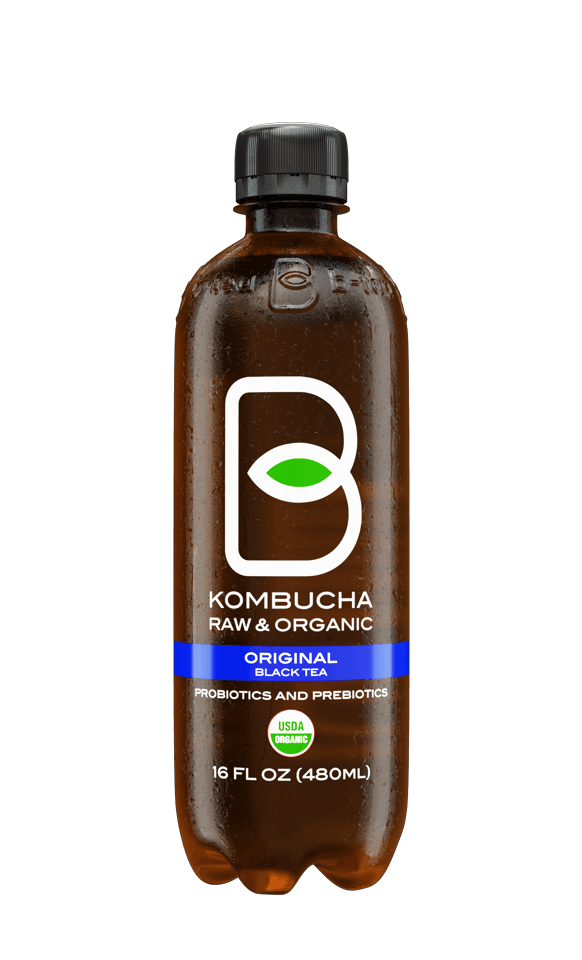 B
KOMBUCHA
RAW & ORGANIC
ORIGINAL
BLACK TEA
PROBIOTICS AND PREBIOTICS
USDA
ORGANIC
16 FL OZ (480ML)